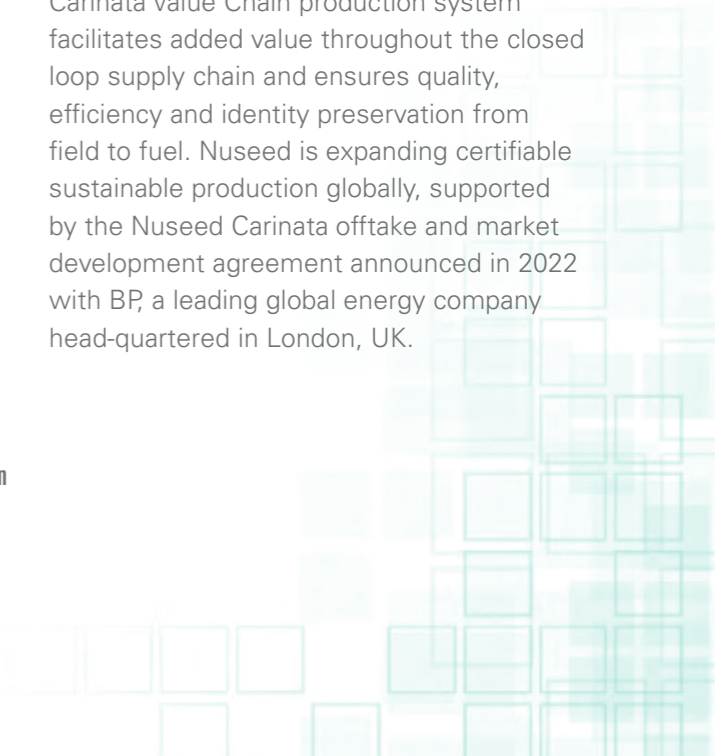 Carinata Value Chain production system
facilitates added value throughout the closed
loop supply chain and ensures quality,
efficiency and identity preservation from
field to fuel. Nuseed is expanding certifiable
sustainable production globally, supported
by the Nuseed Carinata offtake and market
development agreement announced in 2022
with BP, a leading global energy company
head-quartered in London, UK.
n